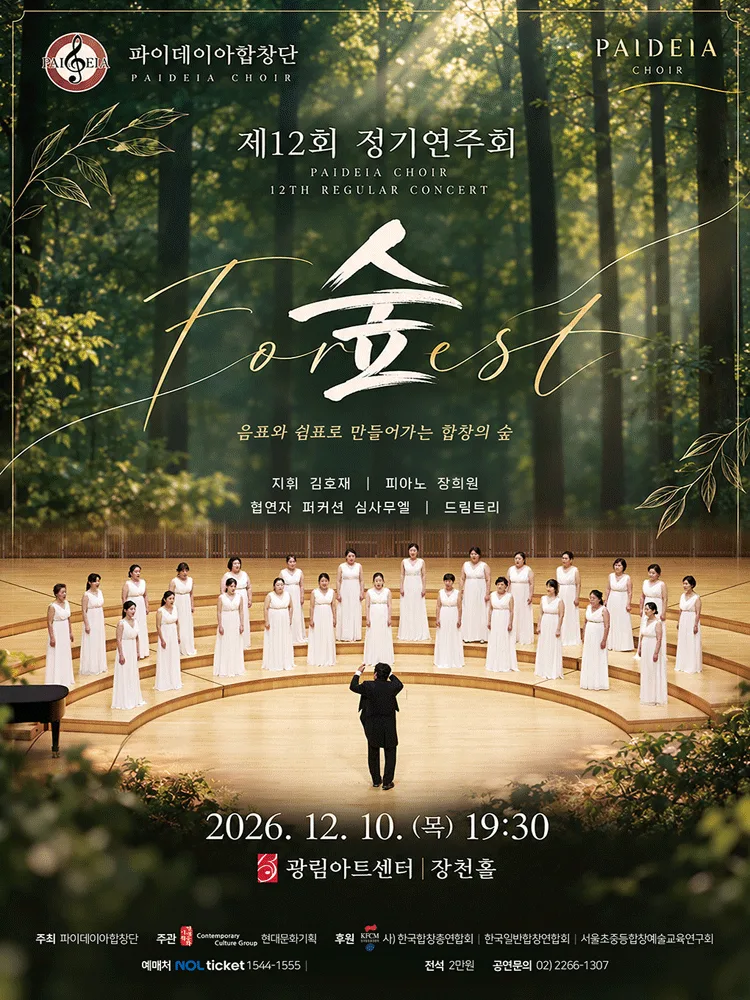 PAIDEIA
파이데이아합창단
PAIDEIA CHOIR
PAIDEIA
CHOIR
제12회 정기연주회
PAIDEIA CHOIR
12TH REGULAR CONCERT
For숲est
음표와 쉼표로 만들어가는 합창의 숲
지휘 김호재 | 피아노 장희원
협연자 퍼커션 심사무엘 | 드림트리
2026. 12. 10. (목) 19:30
광림아트센터 | 장천홀
주최 파이데이아합창단 주관 Contemporary Culture Group 현대문화기획 후원 KFCM 사) 한국합창총연합회 | 한국일반합창연합회 | 서울초중등합창예술교육연구회
예매처 NOL ticket 1544-1555 | 전석 2만원 공연문의 02) 2266-1307